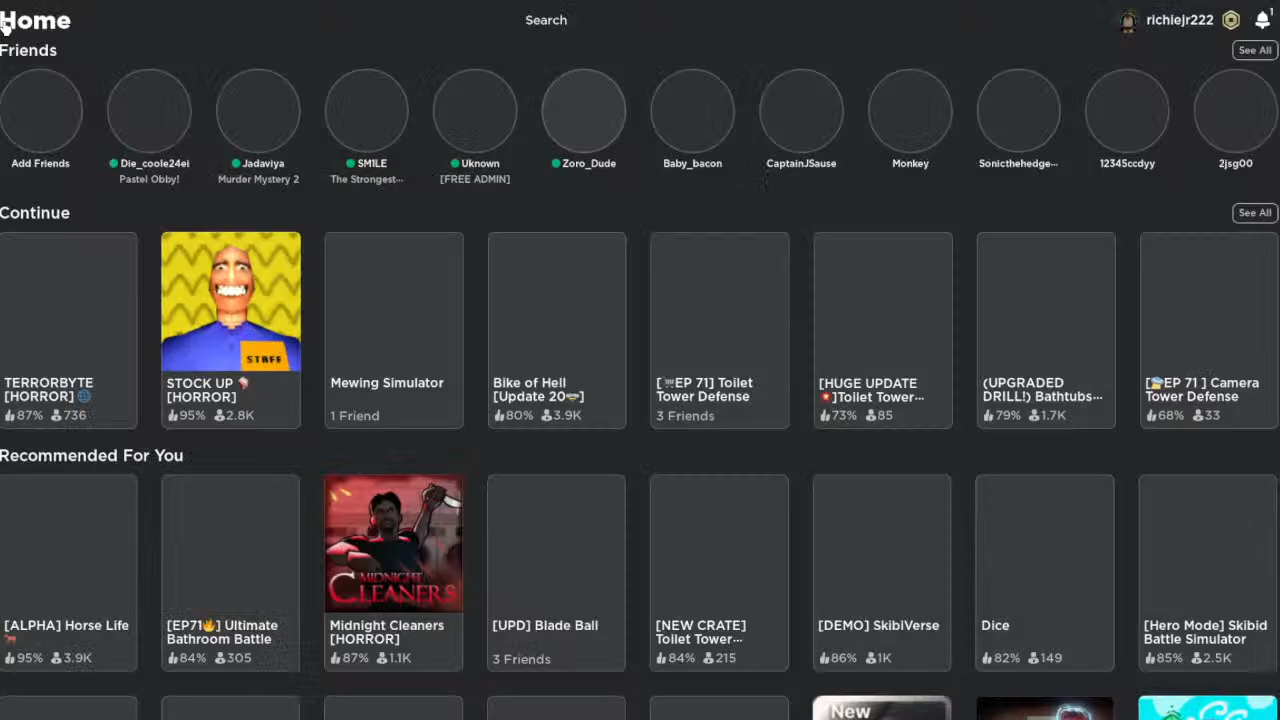 Home
Search
richiejr222
1
Friends
See All
Add Friends
Die_coole24ei
Jadaviya
SM1LE
Uknown
Zoro_Dude
Baby_bacon
CaptainJSause
Monkey
Sonicthehedge...
12345ccdyy
2jsg00
Pastel Obby!
Murder Mystery 2
The Strongest...
[FREE ADMIN]
Continue
See All
STAFF
TERRORBYTE
[HORROR] 🌐
87% 736
STOCK UP 🍿
[HORROR]
95% 2.8K
Mewing Simulator
1 Friend
Bike of Hell
[Update 20🚽]
80% 3.9K
[🛒EP 71] Toilet
Tower Defense
3 Friends
[HUGE UPDATE
💥]Toilet Tower...
73% 85
(UPGRADED
DRILL!) Bathtubs...
79% 1.7K
[EP 71 ] Camera
Tower Defense
68% 33
Recommended For You
MIDNIGHT
CLEANERS
[ALPHA] Horse Life
🐎
95% 3.9K
[EP71🔥] Ultimate
Bathroom Battle
84% 305
Midnight Cleaners
[HORROR]
87% 1.1K
[UPD] Blade Ball
3 Friends
[NEW CRATE]
Toilet Tower...
84% 215
[DEMO] SkibiVerse
86% 1K
Dice
82% 149
[Hero Mode] Skibid
Battle Simulator
85% 2.5K
New